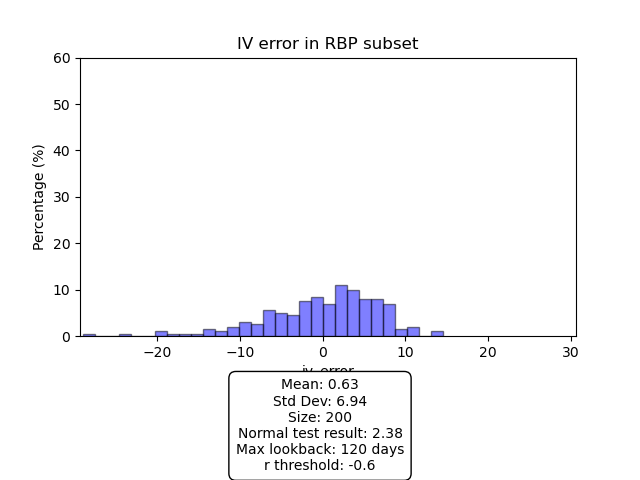 IV error in RBP subset
60
50
40
30
20
10
0
Percentage (%)
−20
−10
0
10
20
30
iv_error
Mean: 0.63
Std Dev: 6.94
Size: 200
Normal test result: 2.38
Max lookback: 120 days
r threshold: -0.6